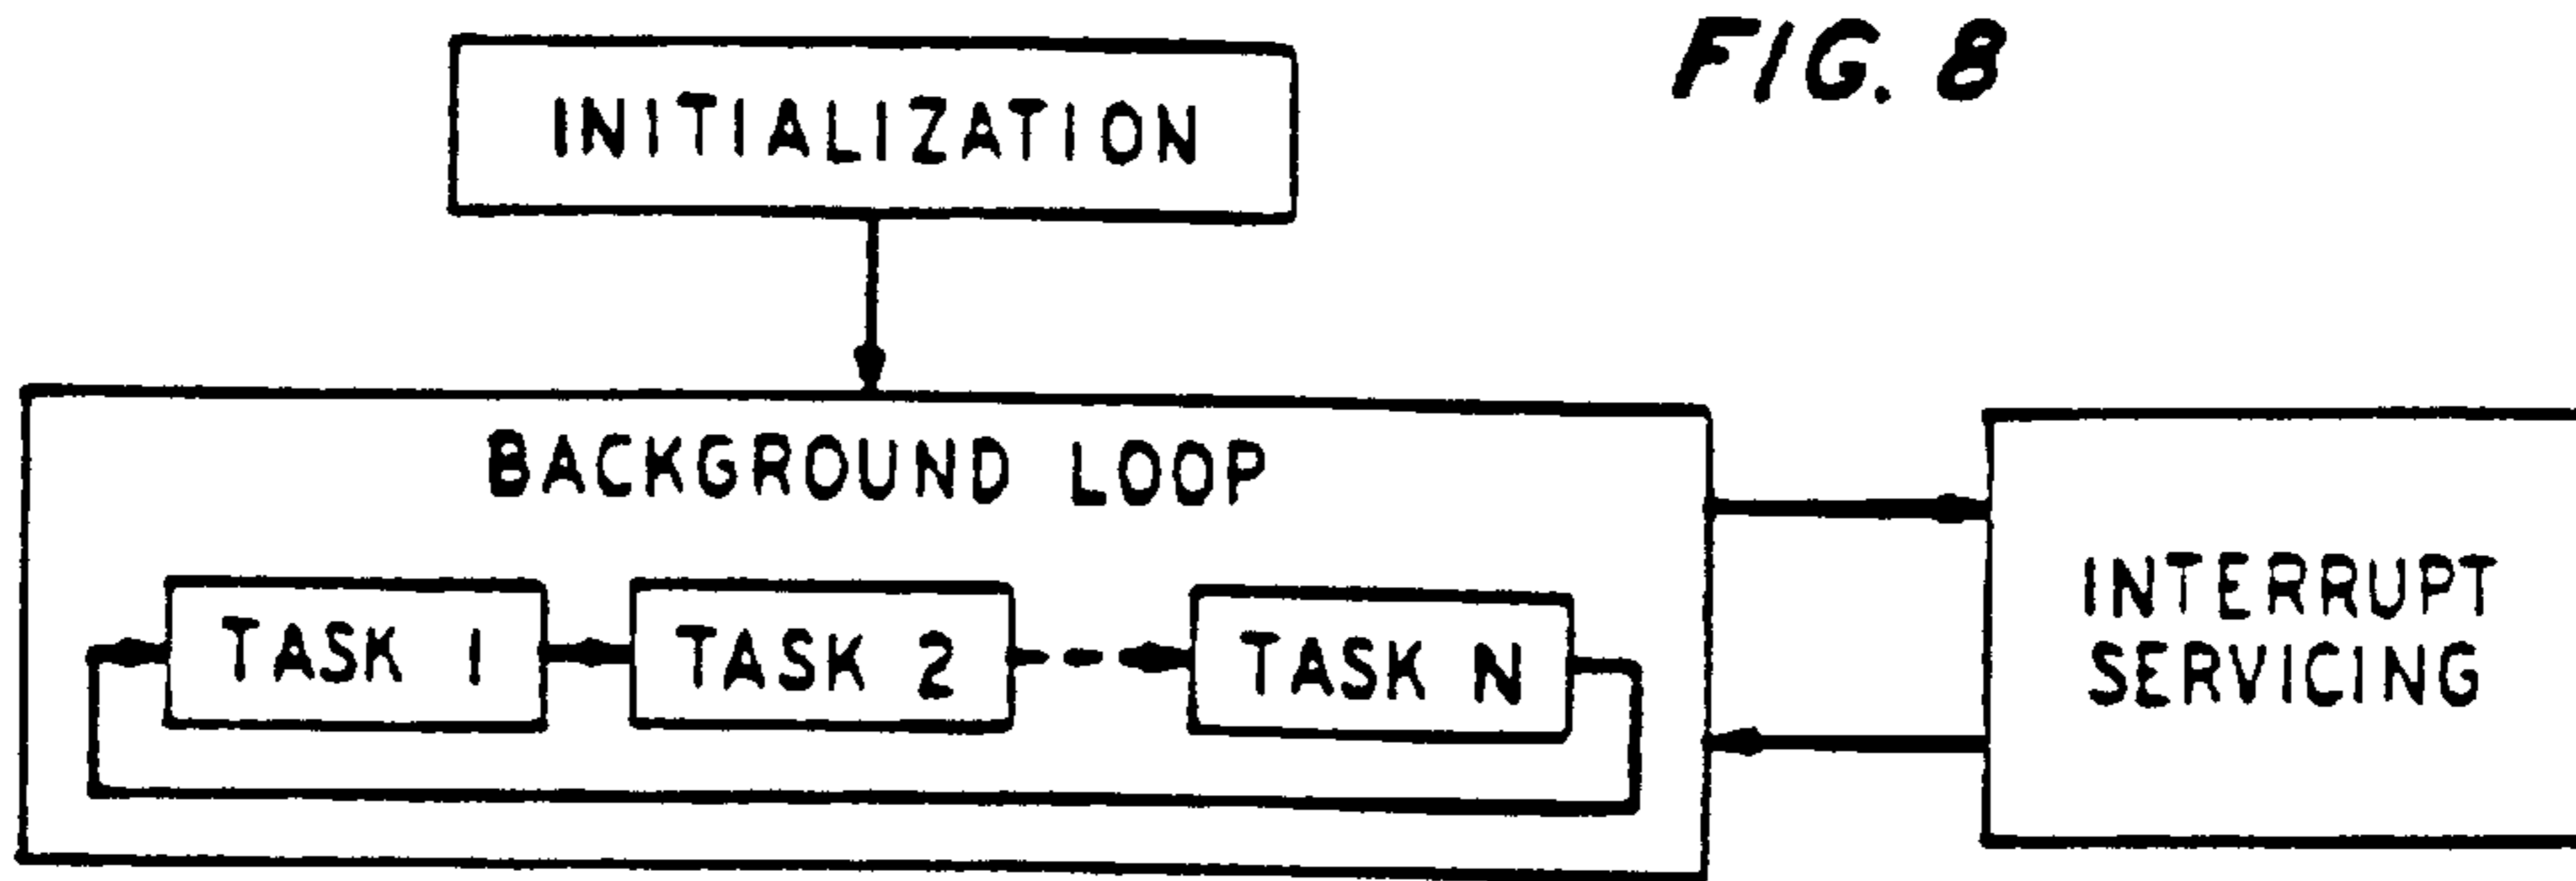 FIG. 8
INITIALIZATION
BACKGROUND LOOP
TASK 1
TASK 2
TASK N
INTERRUPT
SERVICING